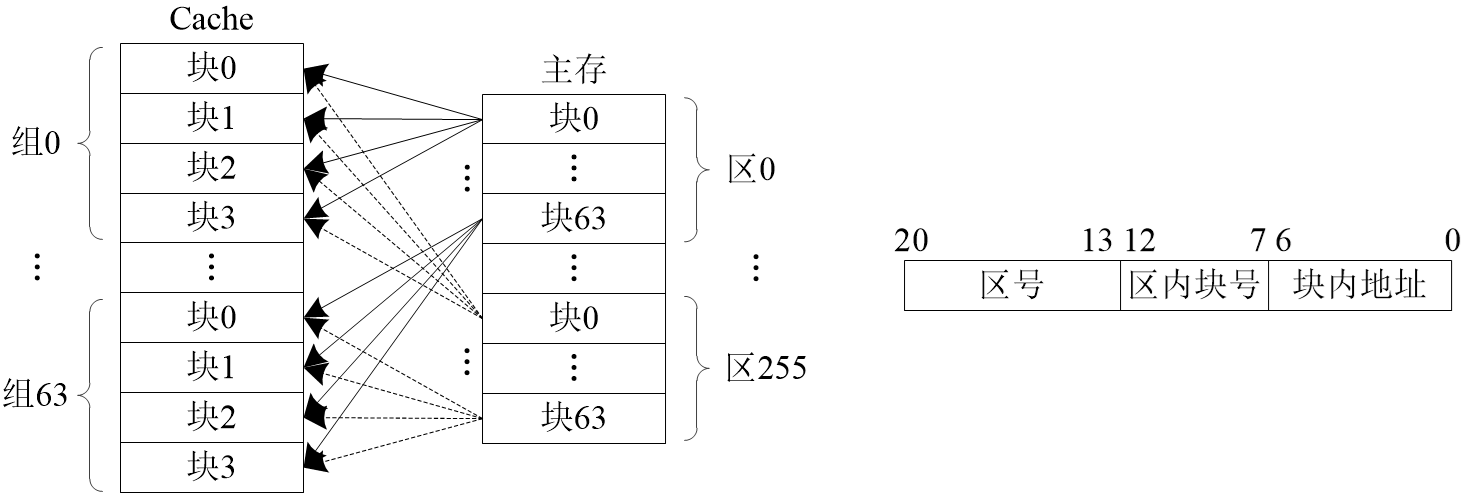 Cache
块0
块1
块2
块3
⋮
块0
块1
块2
块3
组0
⋮
组63
主存
块0
⋮
块63
⋮
块0
⋮
块63
⋮
⋮
区0
⋮
区255
20 13 12 7 6 0
区号 区内块号 块内地址